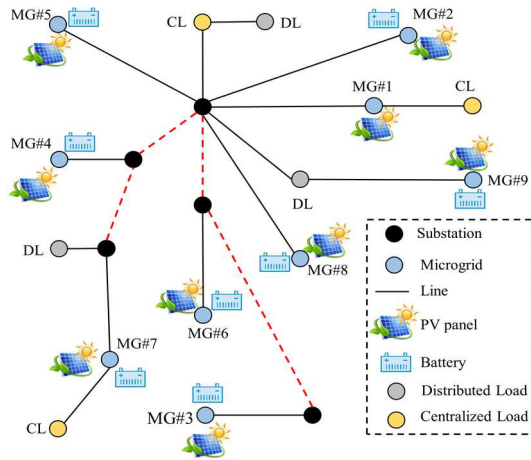 MG#5
CL
DL
MG#2
MG#1
CL
MG#4
MG#9
DL
DL
MG#8
MG#6
MG#7
CL
MG#3
Substation
Microgrid
Line
PV panel
Battery
Distributed Load
Centralized Load